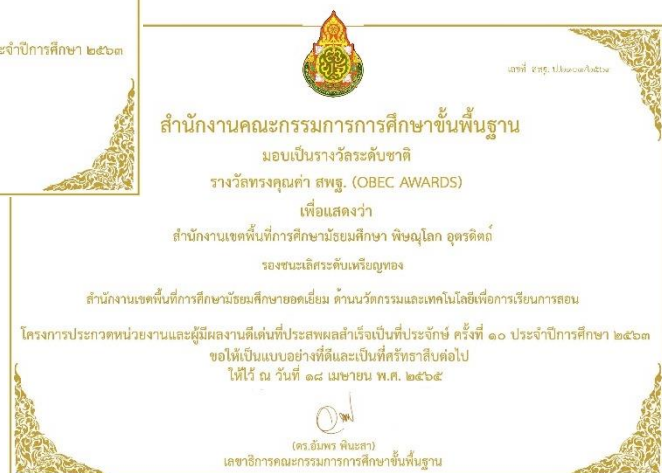 ะจำปีการศึกษา ๒๕๖๓
เลขที่ สพฐ.
สำนักงานคณะกรรมการการศึกษาขั้นพื้นฐาน
มอบเป็นรางวัลระดับชาติ
รางวัลทรงคุณค่า สพฐ. (OBEC AWARDS)
เพื่อแสดงว่า
สำนักงานเขตพื้นที่การศึกษามัธยมศึกษา พิษณุโลก อุตรดิตถ์
รองชนะเลิศระดับเหรียญทอง
สำนักงานเขตพื้นที่การศึกษามัธยมศึกษายอดเยี่ยม ด้านนวัตกรรมและเทคโนโลยีเพื่อการเรียนการสอน
โครงการประกวดหน่วยงานและผู้มีผลงานดีเด่นที่ประสพผลสำเร็จเป็นที่ประจักษ์ ครั้งที่ ๑๐ ประจำปีการศึกษา ๒๕๖๓
ขอให้เป็นแบบอย่างที่ดีและเป็นที่ศรัทธาสืบต่อไป
ให้ไว้ ณ วันที่ ๑๘ เมษายน พ.ศ. ๒๕๖๕
(ดร.อัมพร พินะสา)
เลขาธิการคณะกรรมการการศึกษาขั้นพื้นฐาน